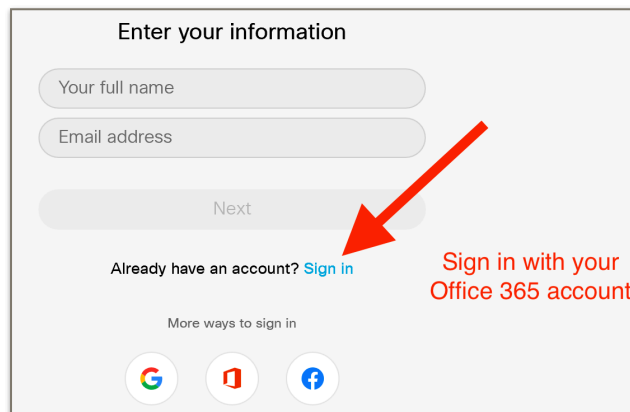 Enter your information
Your full name
Email address
Next
Already have an account? Sign in
Sign in with your
Office 365 account
More ways to sign in